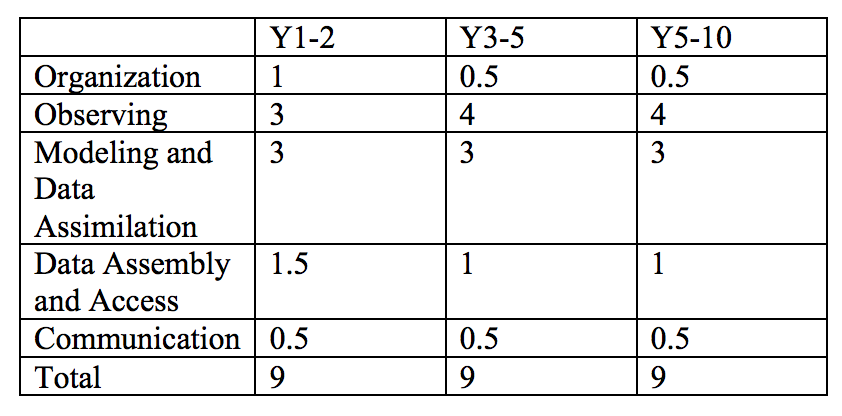 Y1-2 Y3-5 Y5-10
Organization 1 0.5 0.5
Observing 3 4 4
Modeling and 3 3 3
Data
Assimilation
Data Assembly 1.5 1 1
and Access
Communication 0.5 0.5 0.5
Total 9 9 9